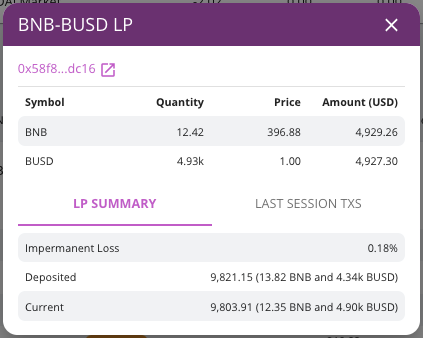 BNB-BUSD LP
0x58f8...dc16
Symbol Quantity Price Amount (USD)
BNB 12.42 396.88 4,929.26
BUSD 4.93k 1.00 4,927.30
LP SUMMARY LAST SESSION TXS
Impermanent Loss 0.18%
Deposited 9,821.15 (13.82 BNB and 4.34k BUSD)
Current 9,803.91 (12.35 BNB and 4.90k BUSD)